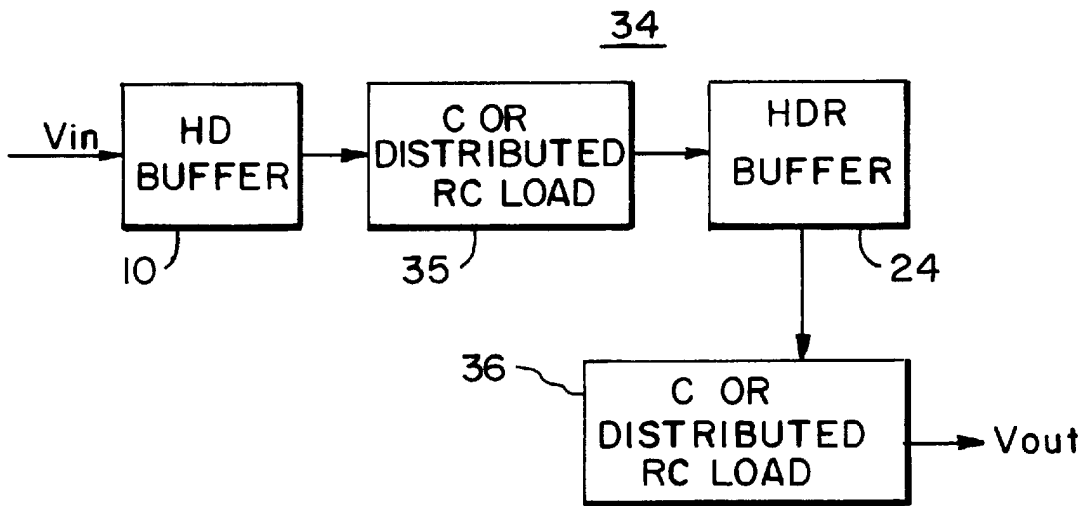 34
Vin
HD
BUFFER
C OR
DISTRIBUTED
RC LOAD
HDR
BUFFER
10
35
24
36
C OR
DISTRIBUTED
RC LOAD
Vout